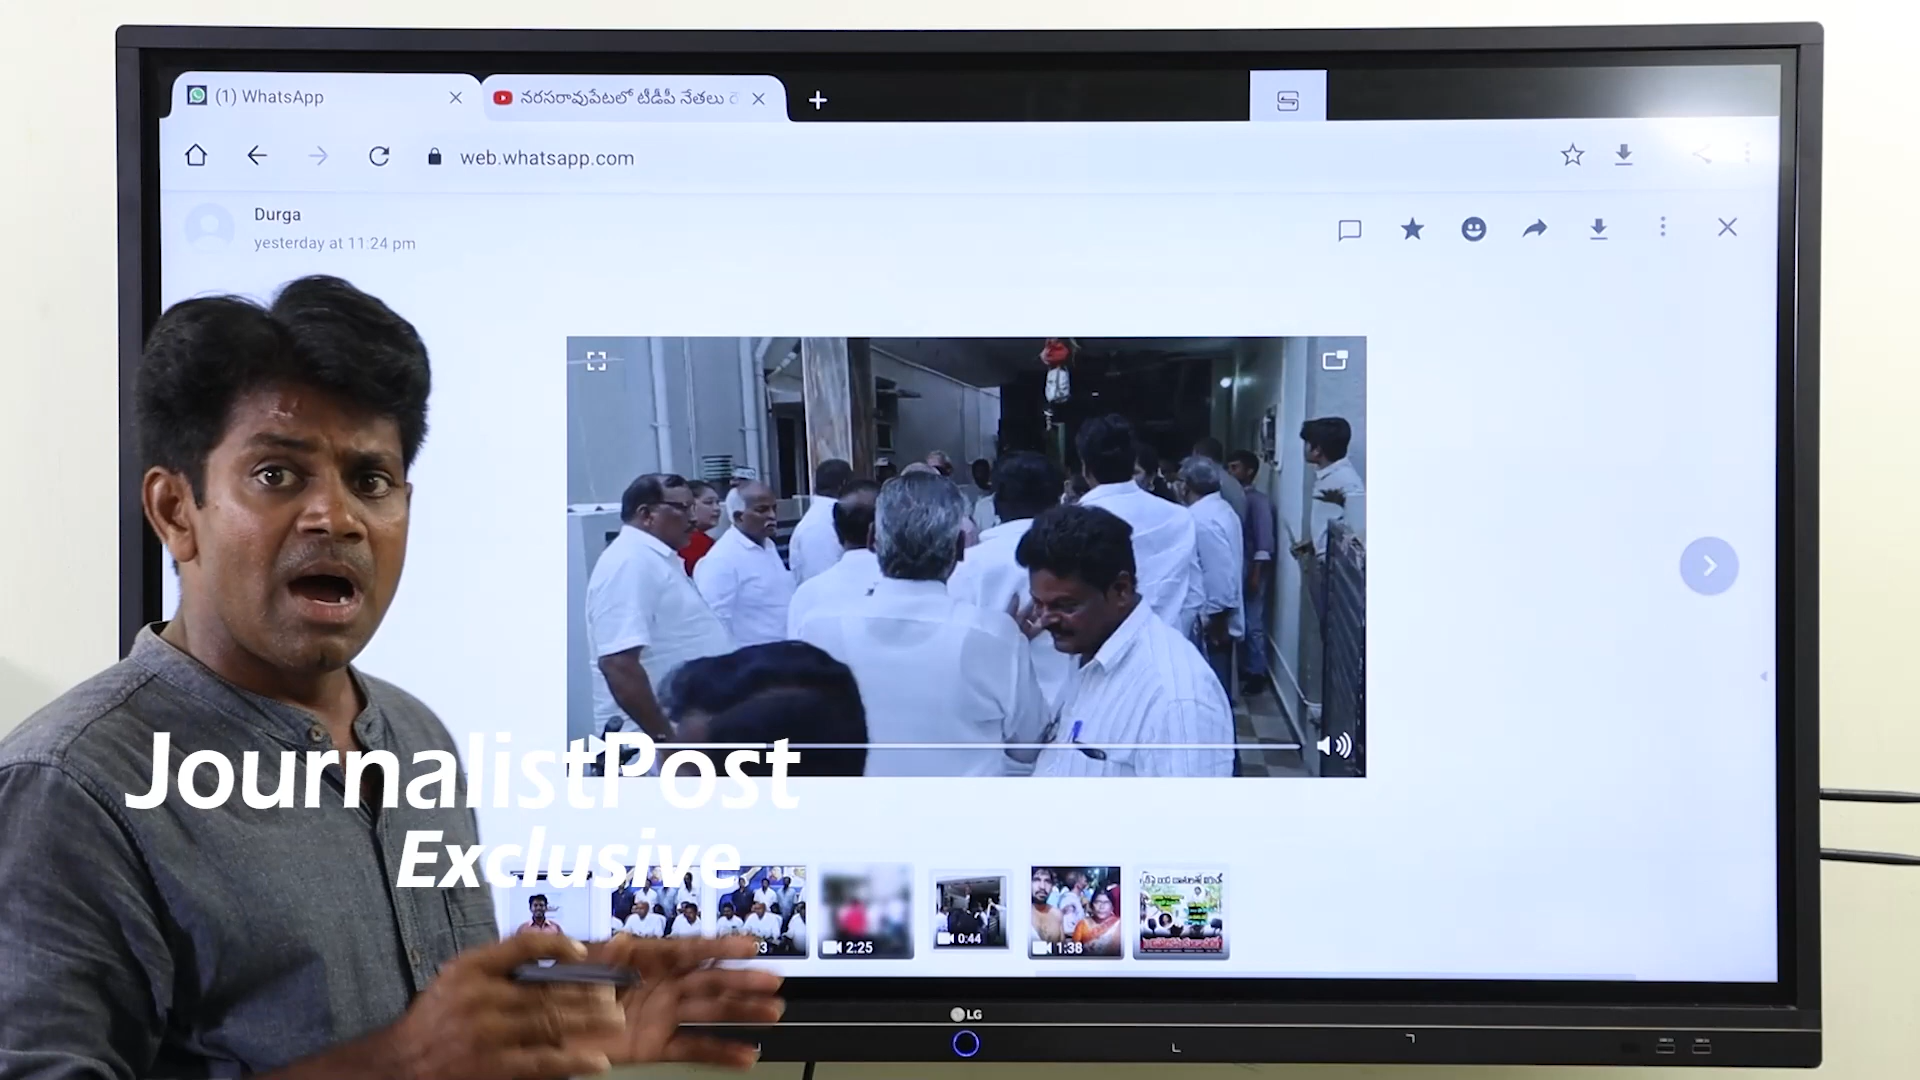 (1) WhatsApp
నరసరావుపేటలో టీడీపీ నేతలు
web.whatsapp.com
Durga
yesterday at 11:24 pm
JournalistPost
Exclusive
03
2:25
0:44
1:38
LG